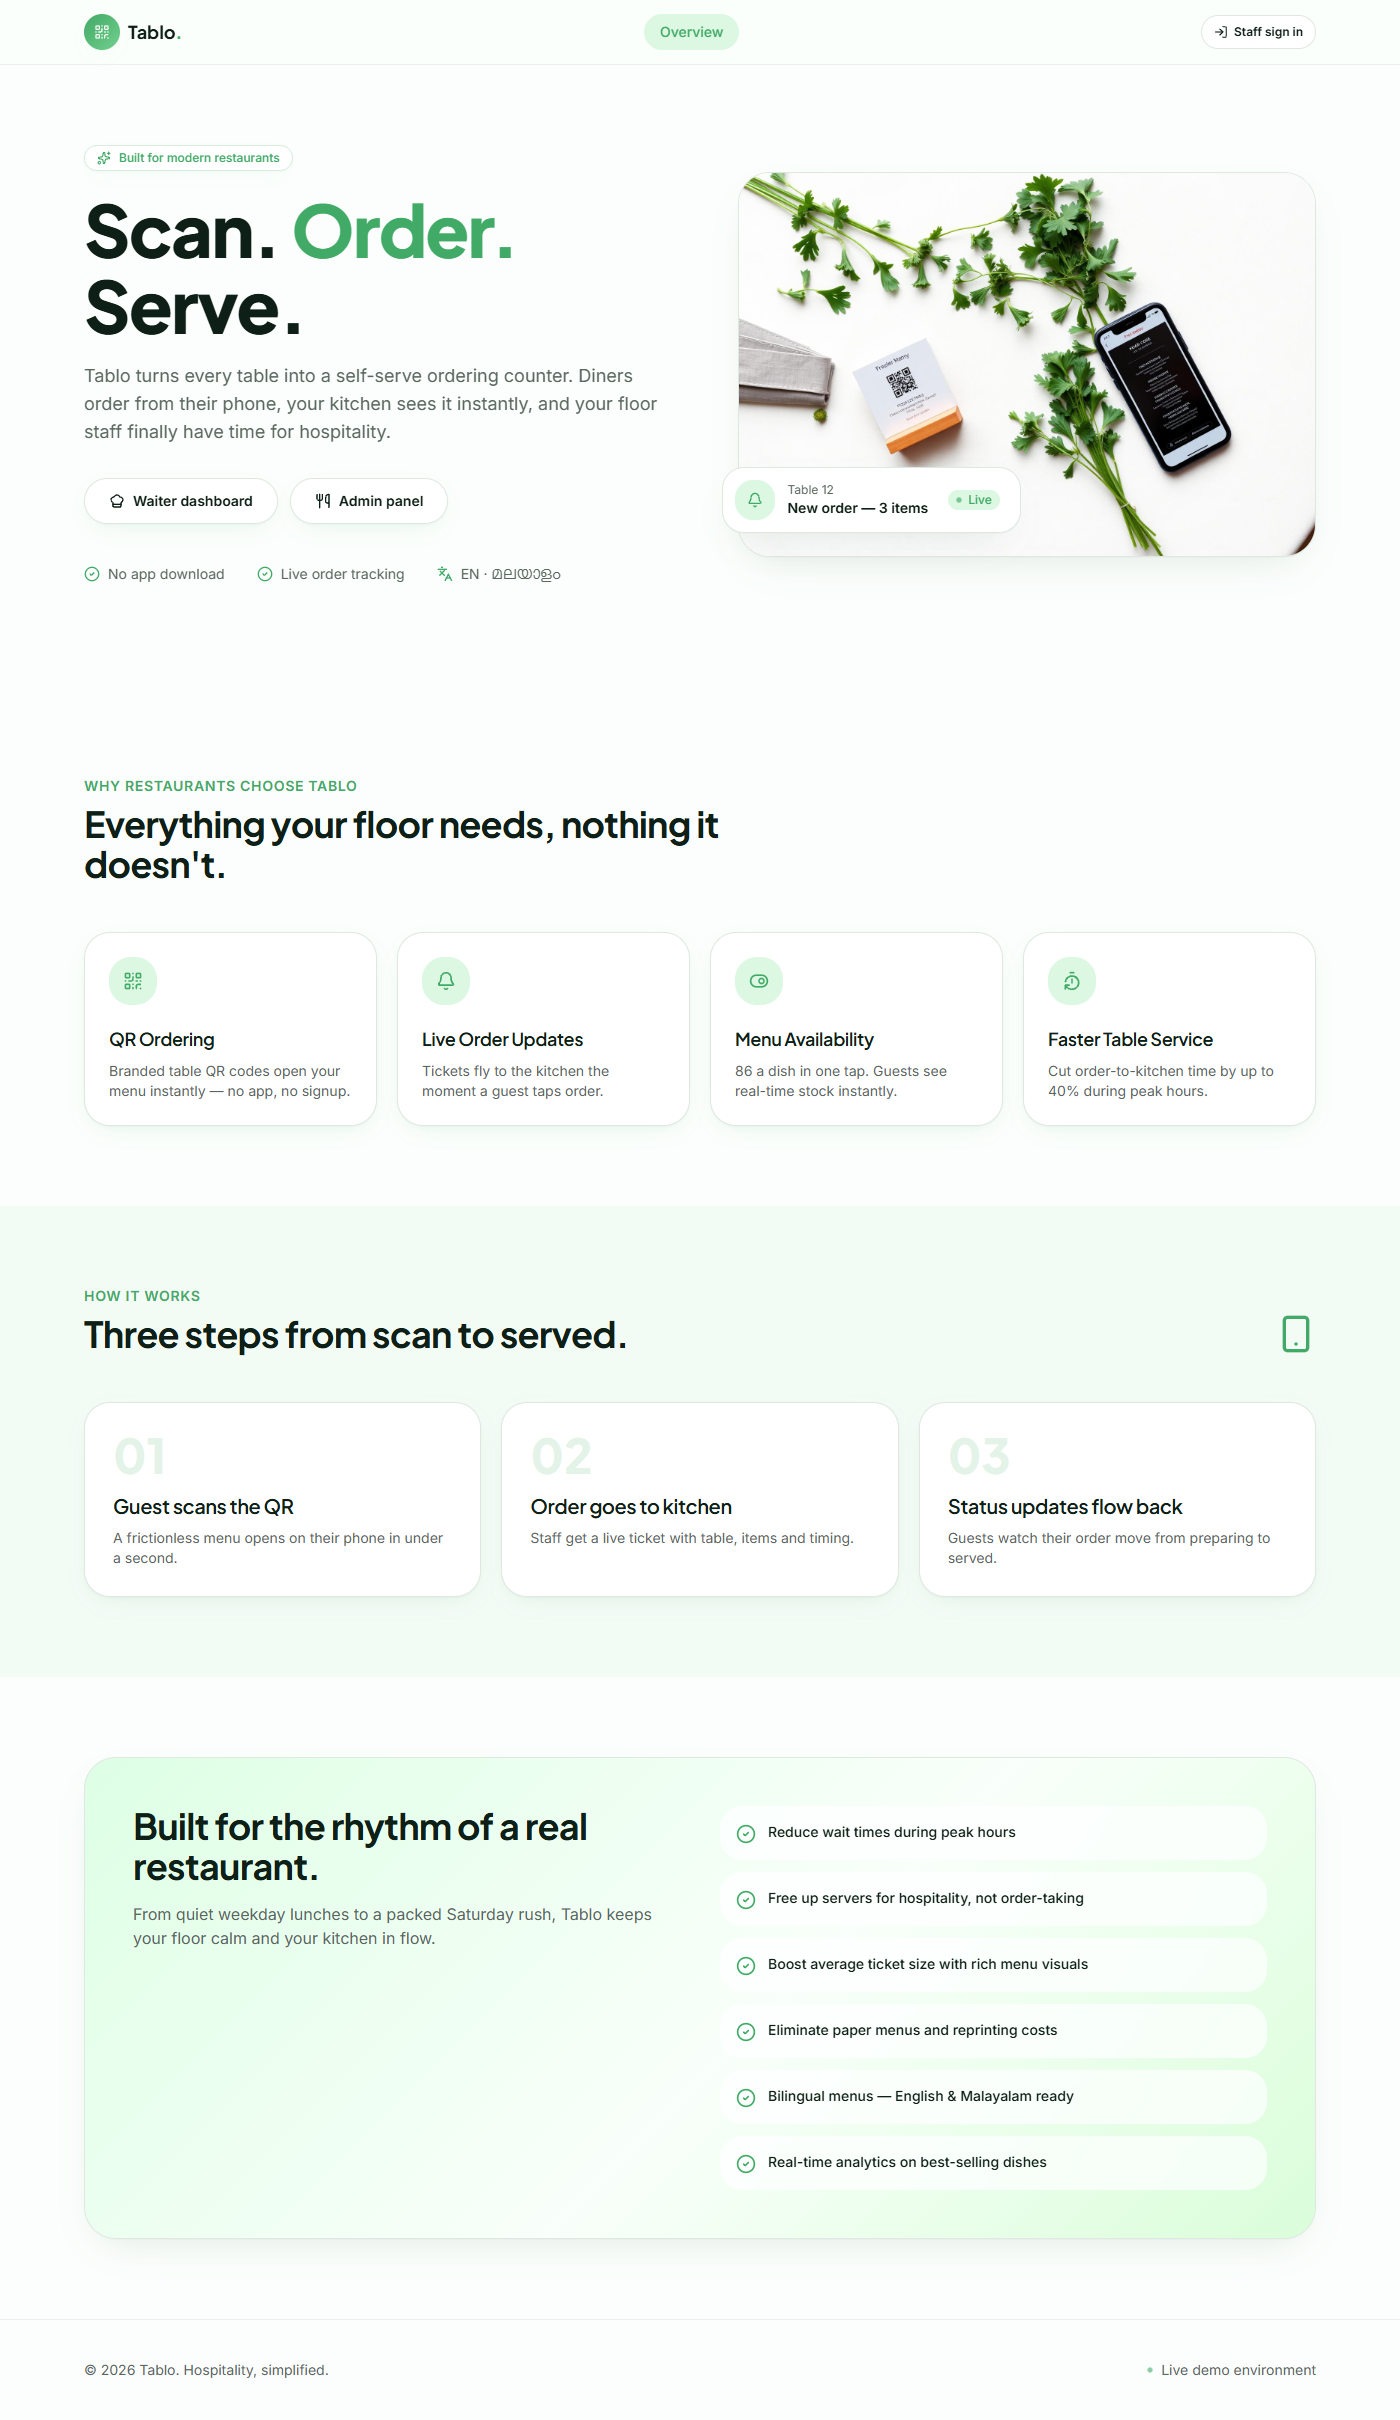 Tablo.
Overview
Staff sign in
Built for modern restaurants
Scan. Order.
Serve.
Tablo turns every table into a self-serve ordering counter. Diners
order from their phone, your kitchen sees it instantly, and your floor
staff finally have time for hospitality.
Waiter dashboard
Admin panel
No app download
Live order tracking
EN · മലയാളം
Table 12
New order — 3 items
Live
WHY RESTAURANTS CHOOSE TABLO
Everything your floor needs, nothing it
doesn't.
QR Ordering
Branded table QR codes open your
menu instantly — no app, no signup.
Live Order Updates
Tickets fly to the kitchen the
moment a guest taps order.
Menu Availability
86 a dish in one tap. Guests see
real-time stock instantly.
Faster Table Service
Cut order-to-kitchen time by up to
40% during peak hours.
HOW IT WORKS
Three steps from scan to served.
01
Guest scans the QR
A frictionless menu opens on their phone in under
a second.
02
Order goes to kitchen
Staff get a live ticket with table, items and timing.
03
Status updates flow back
Guests watch their order move from preparing to
served.
Built for the rhythm of a real
restaurant.
From quiet weekday lunches to a packed Saturday rush, Tablo keeps
your floor calm and your kitchen in flow.
Reduce wait times during peak hours
Free up servers for hospitality, not order-taking
Boost average ticket size with rich menu visuals
Eliminate paper menus and reprinting costs
Bilingual menus — English & Malayalam ready
Real-time analytics on best-selling dishes
© 2026 Tablo. Hospitality, simplified.
Live demo environment